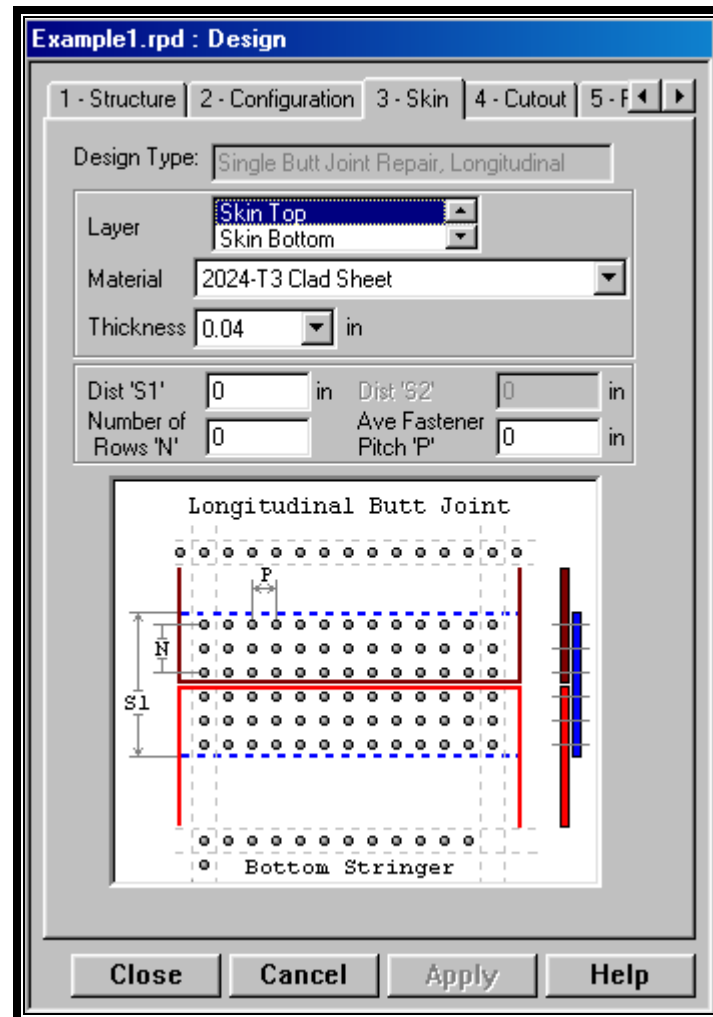 Example1.rpd : Design
1 - Structure 2 - Configuration 3 - Skin 4 - Cutout 5 - F
Design Type: Single Butt Joint Repair, Longitudinal
Layer
Skin Top
Skin Bottom
Material 2024-T3 Clad Sheet
Thickness 0.04 in
Dist 'S1' 0 in Dist 'S2' 0 in
Number of Rows 'N' 0 Ave Fastener Pitch 'P' 0 in
Longitudinal Butt Joint
P
N
S1
Bottom Stringer
Close Cancel Apply Help